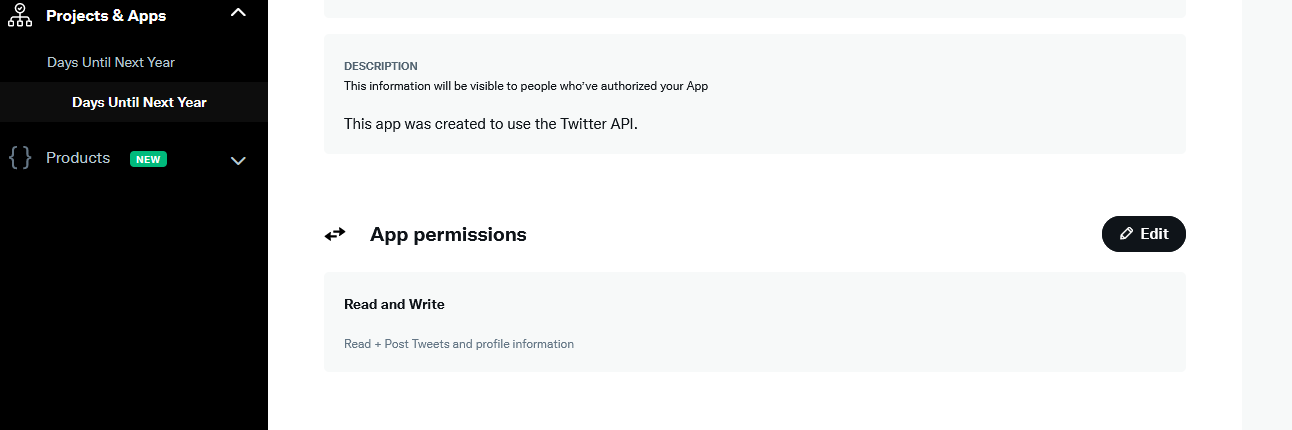 Projects & Apps
Days Until Next Year
Days Until Next Year
Products NEW
DESCRIPTION
This information will be visible to people who've authorized your App
This app was created to use the Twitter API.
App permissions
Edit
Read and Write
Read + Post Tweets and profile information